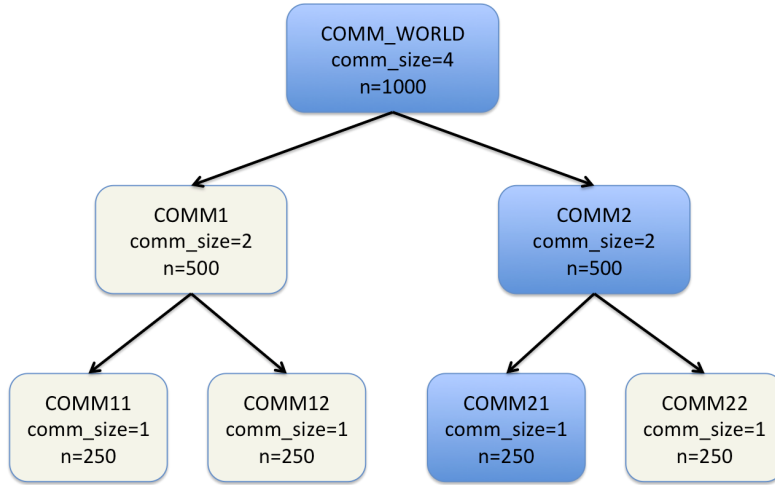 COMM_WORLD
comm_size=4
n=1000
COMM1
comm_size=2
n=500
COMM2
comm_size=2
n=500
COMM11
comm_size=1
n=250
COMM12
comm_size=1
n=250
COMM21
comm_size=1
n=250
COMM22
comm_size=1
n=250